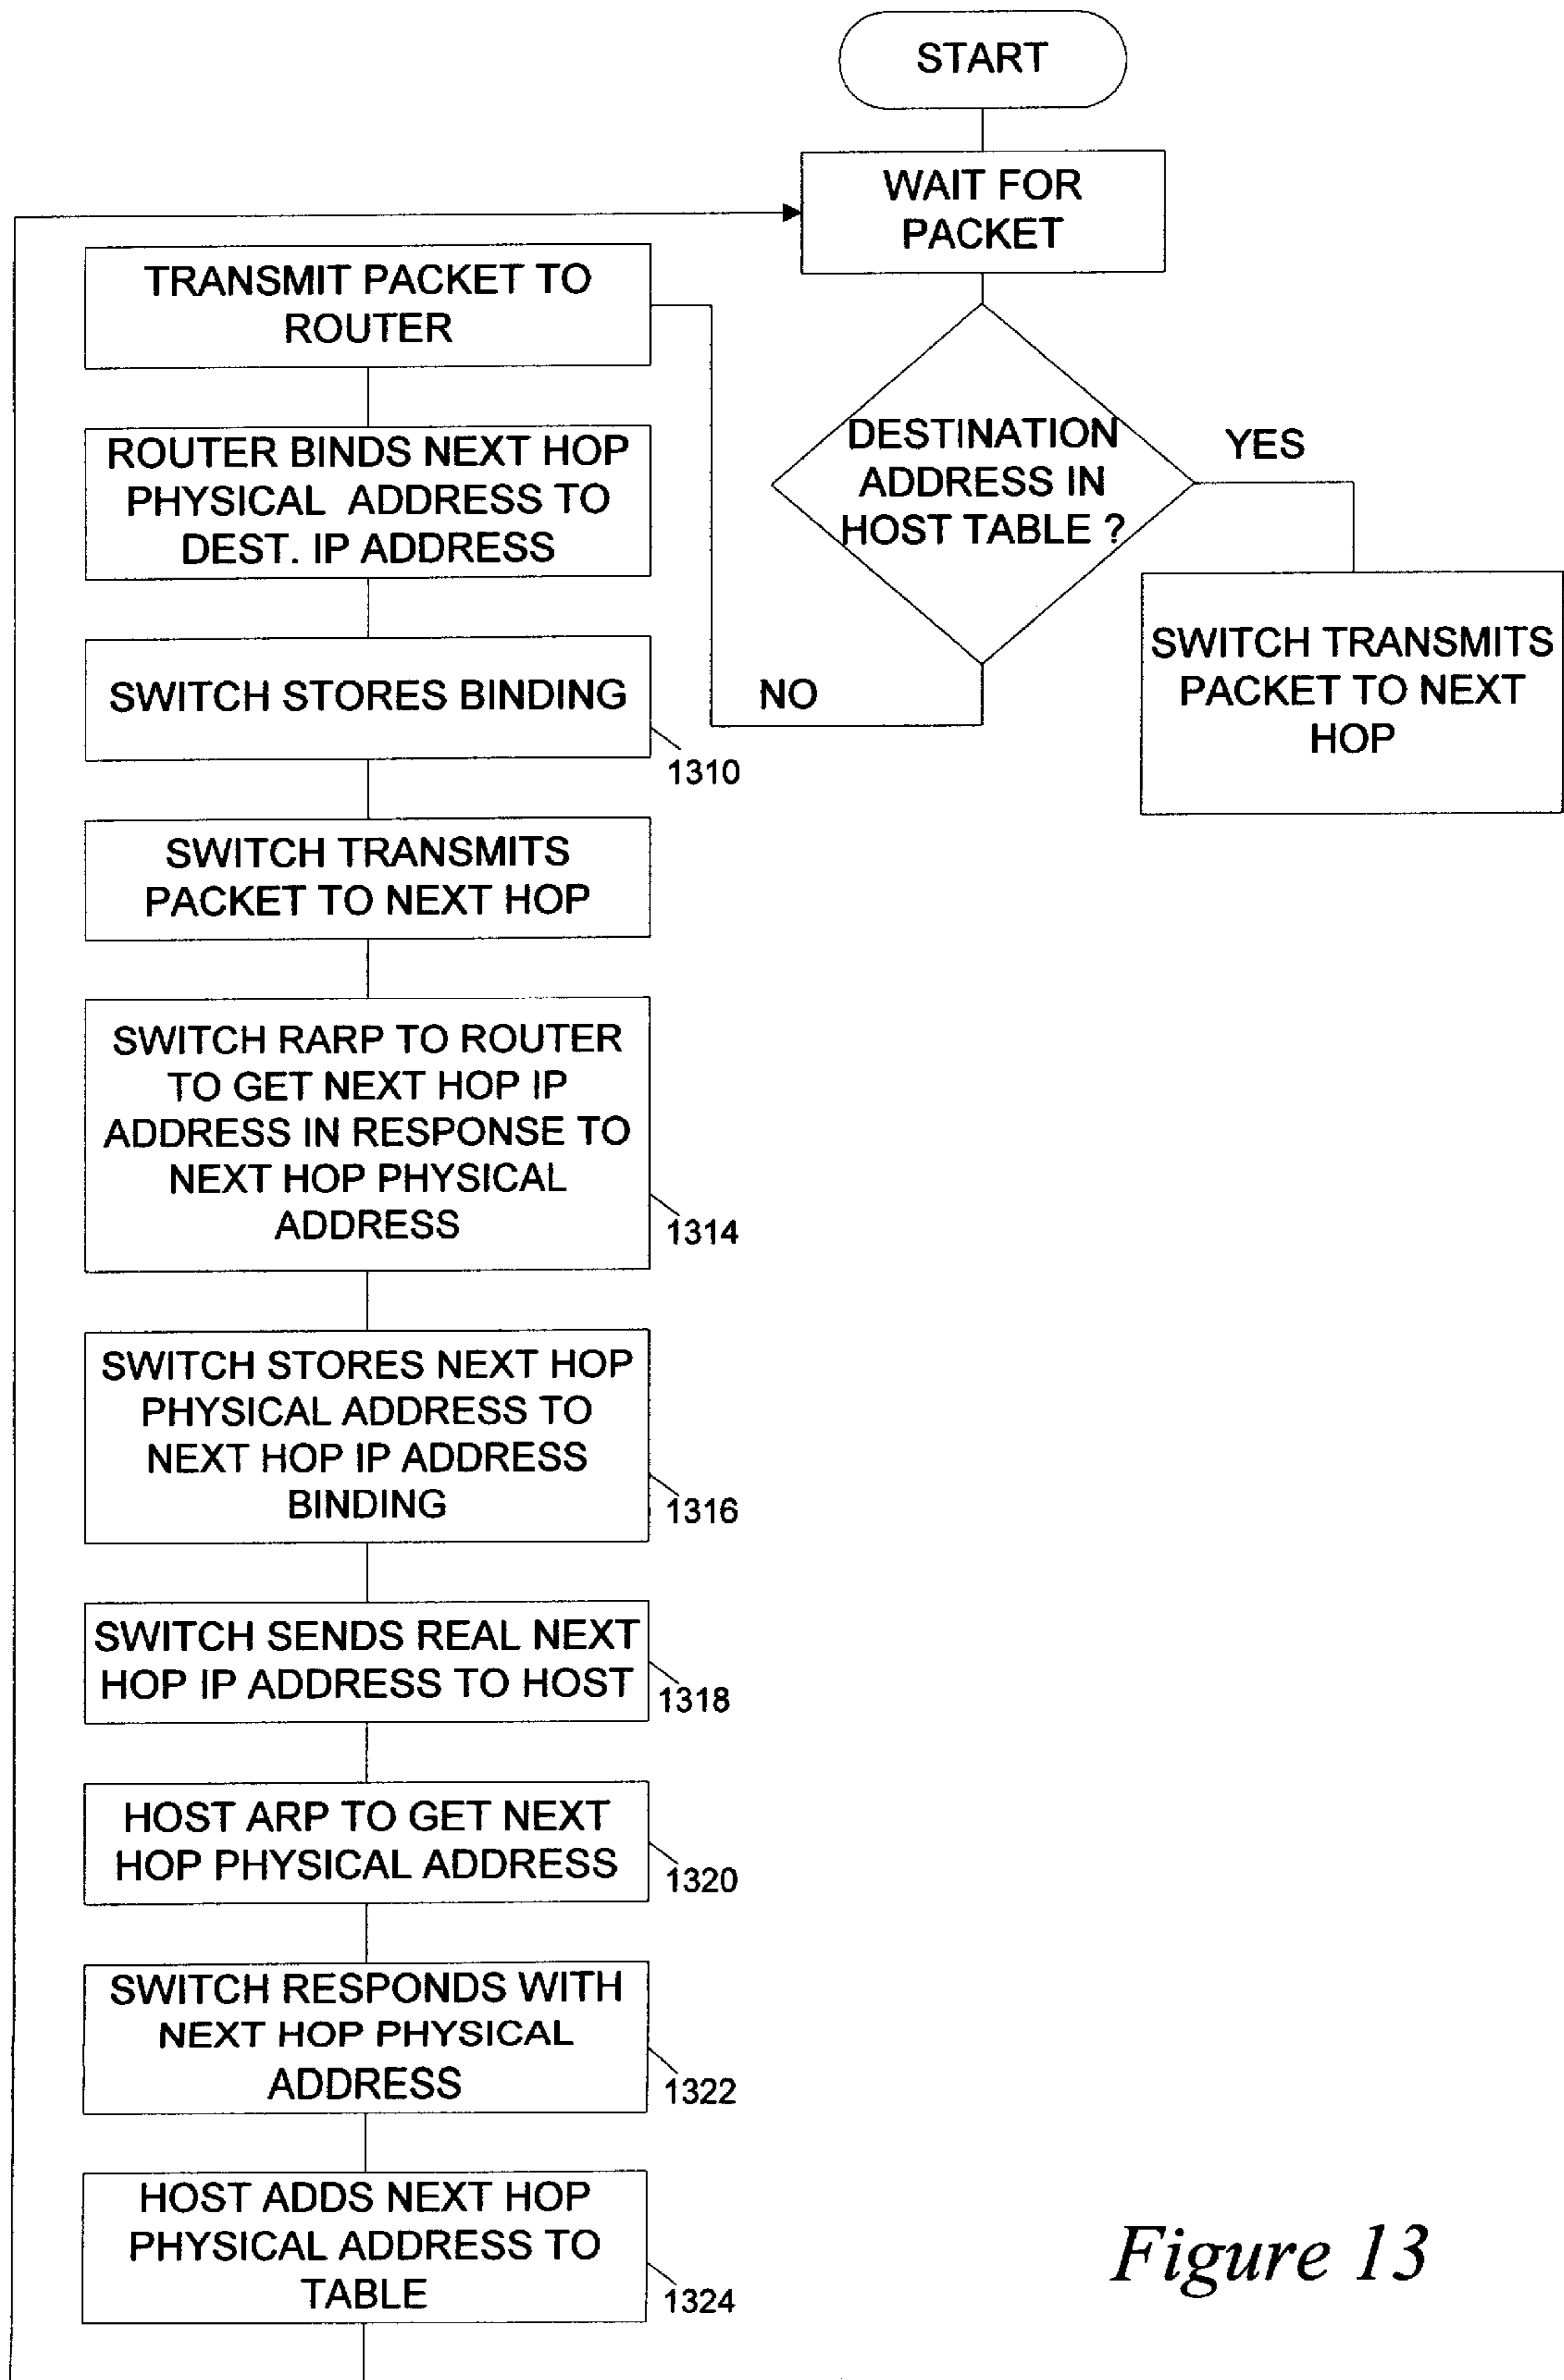 START
WAIT FOR
PACKET
DESTINATION
ADDRESS IN
HOST TABLE ?
YES
SWITCH TRANSMITS
PACKET TO NEXT
HOP
NO
TRANSMIT PACKET TO
ROUTER
ROUTER BINDS NEXT HOP
PHYSICAL ADDRESS TO
DEST. IP ADDRESS
SWITCH STORES BINDING
1310
SWITCH TRANSMITS
PACKET TO NEXT HOP
SWITCH RARP TO ROUTER
TO GET NEXT HOP IP
ADDRESS IN RESPONSE TO
NEXT HOP PHYSICAL
ADDRESS
1314
SWITCH STORES NEXT HOP
PHYSICAL ADDRESS TO
NEXT HOP IP ADDRESS
BINDING
1316
SWITCH SENDS REAL NEXT
HOP IP ADDRESS TO HOST
1318
HOST ARP TO GET NEXT
HOP PHYSICAL ADDRESS
1320
SWITCH RESPONDS WITH
NEXT HOP PHYSICAL
ADDRESS
1322
HOST ADDS NEXT HOP
PHYSICAL ADDRESS TO
TABLE
1324
Figure 13